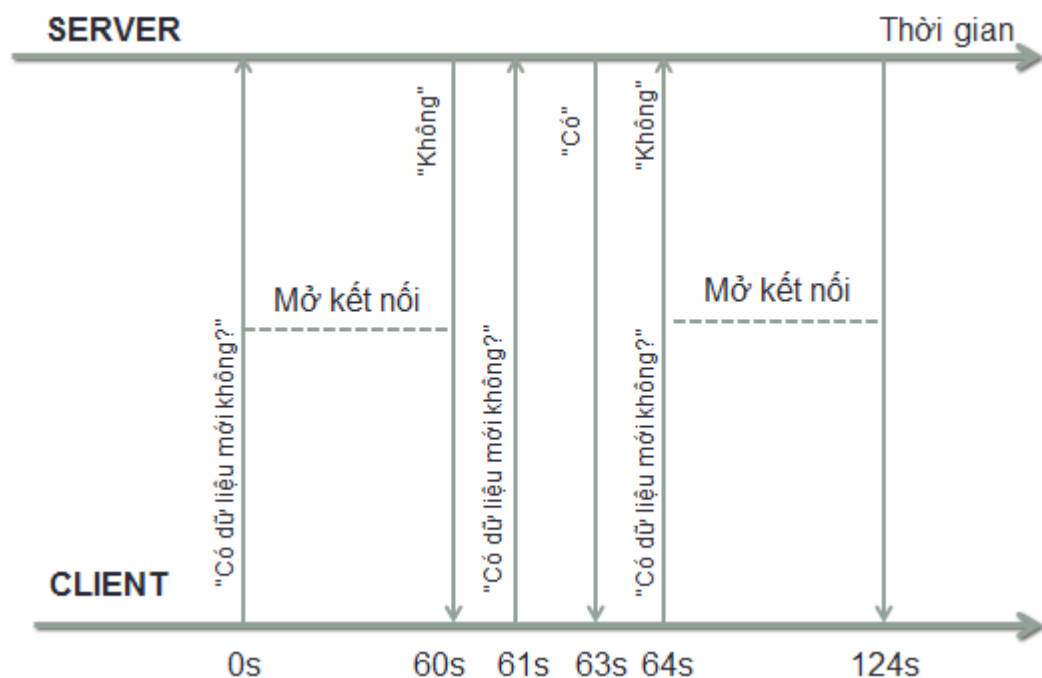 SERVER
Thời gian
"Không"
"Có"
"Không"
Mở kết nối
Mở kết nối
"Có dữ liệu mới không?"
"Có dữ liệu mới không?"
"Có dữ liệu mới không?"
CLIENT
0s
60s
61s
63s
64s
124s